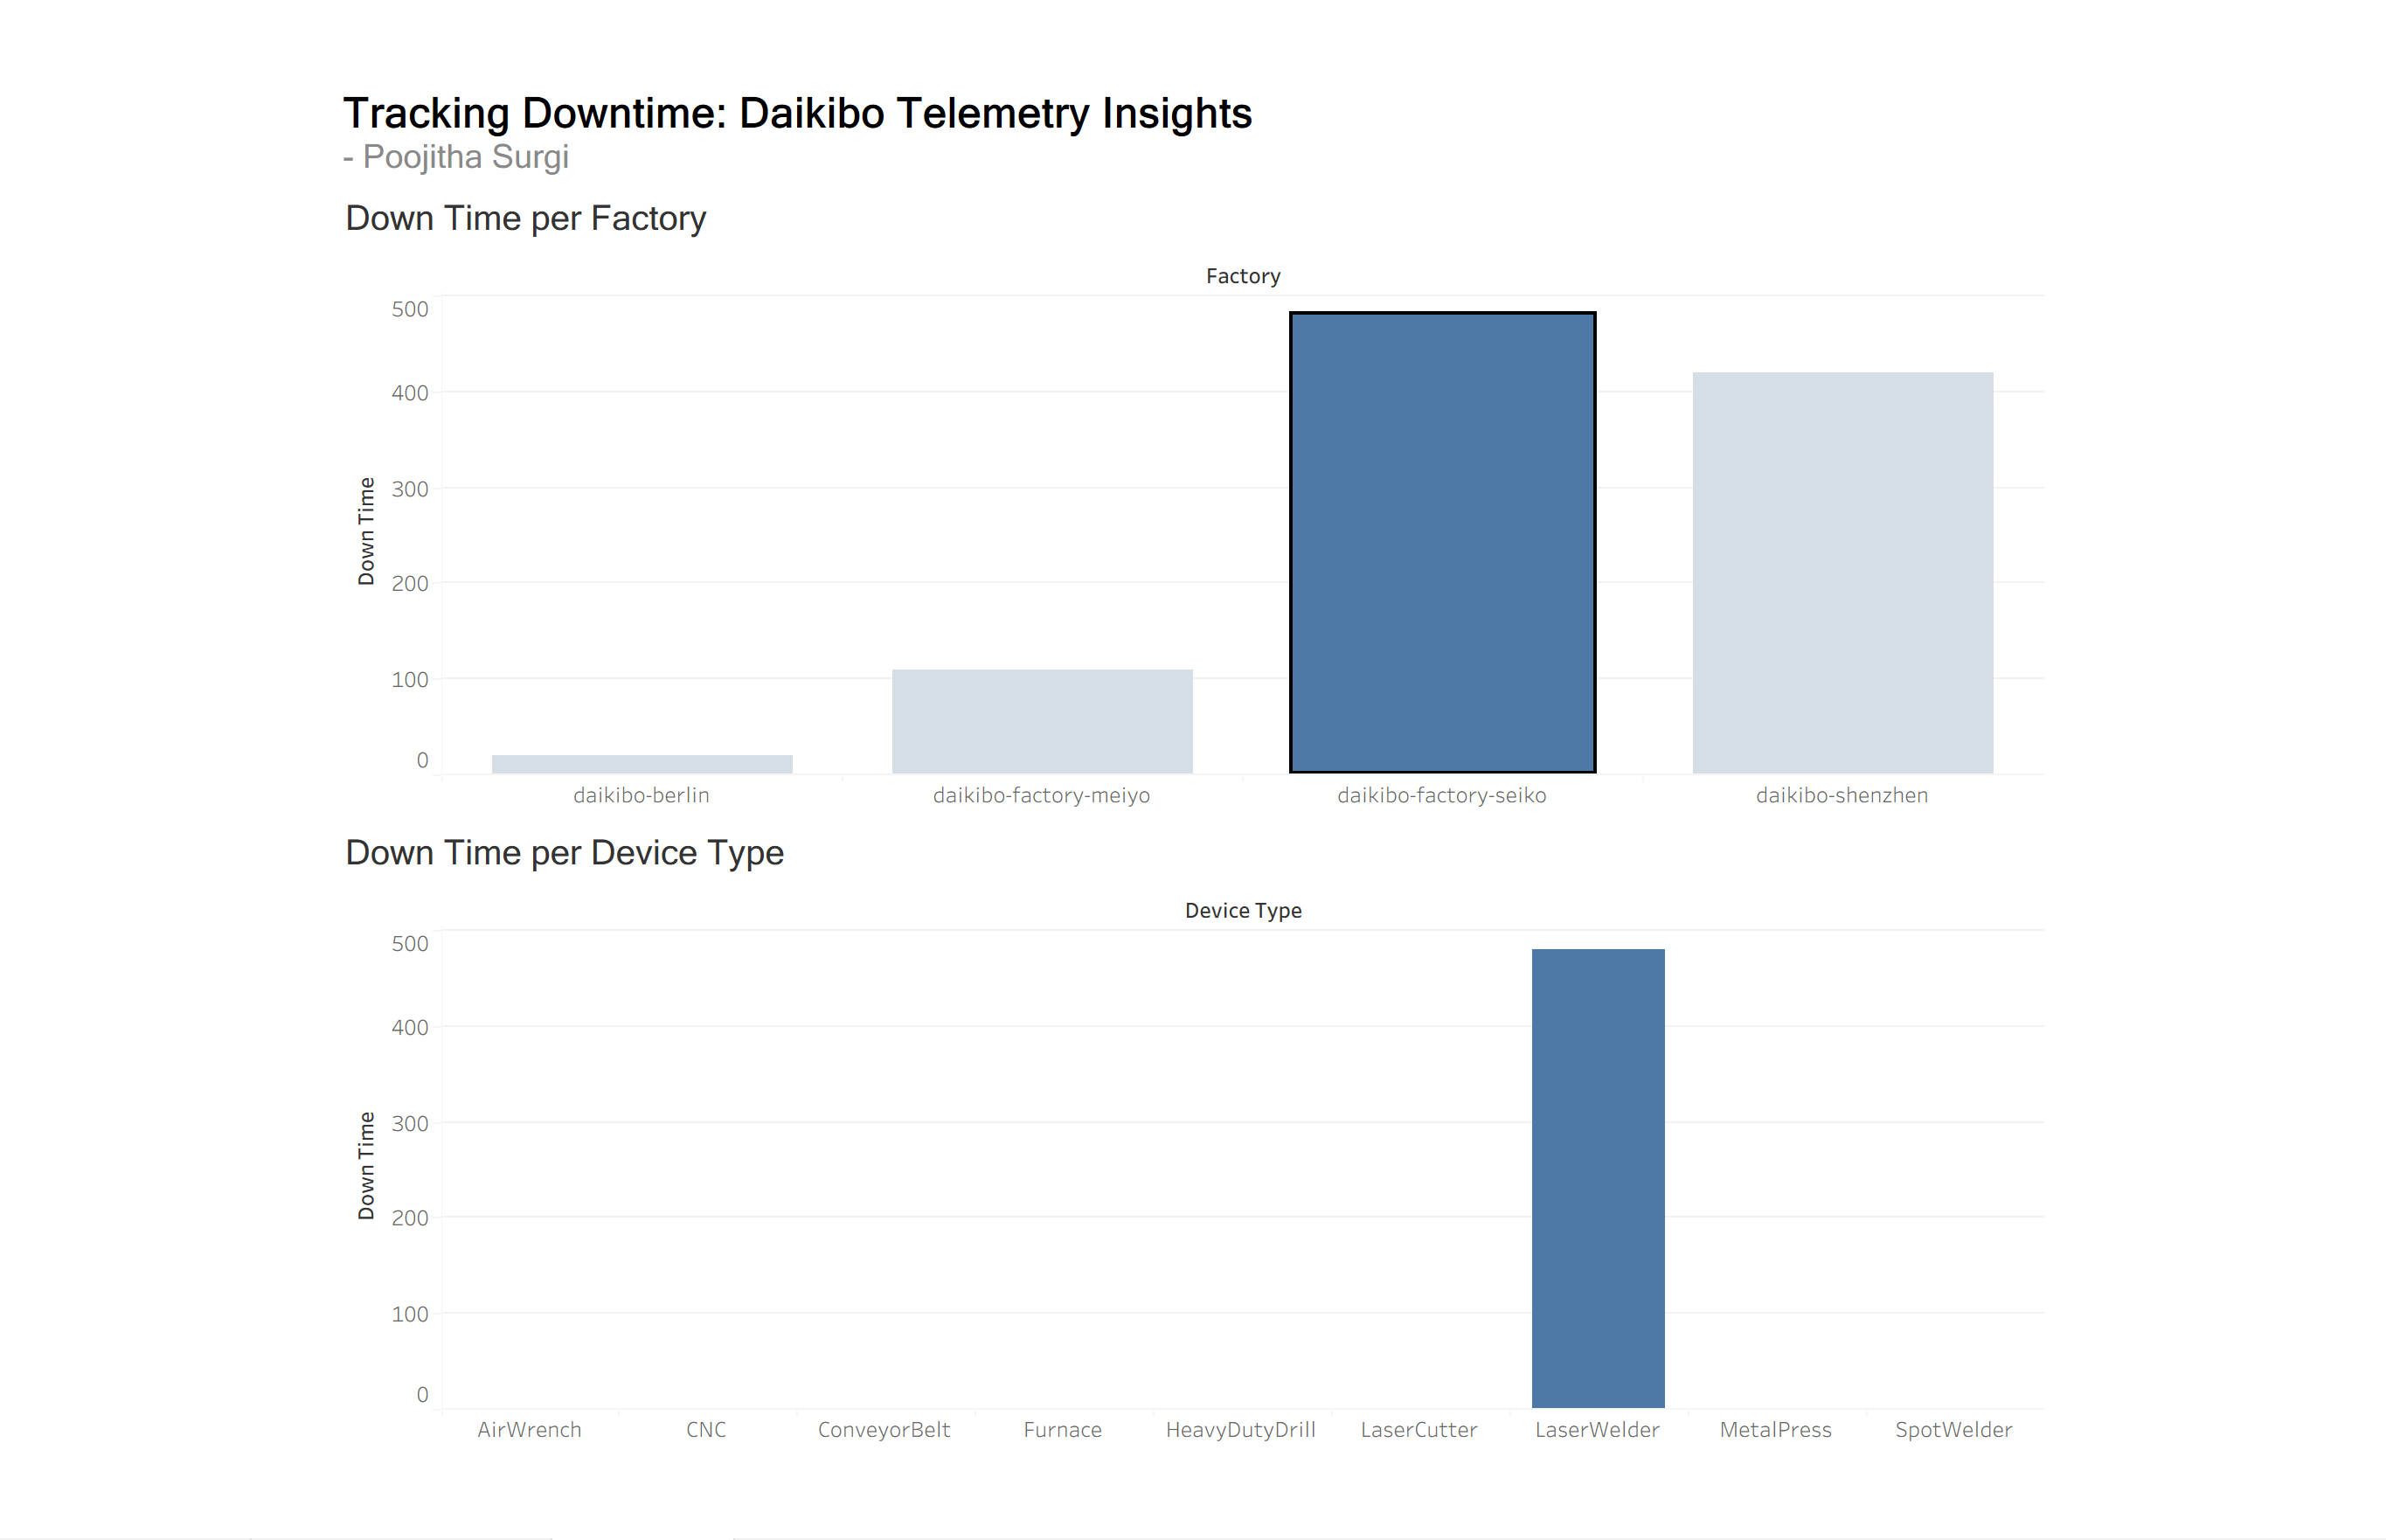 Tracking Downtime: Daikibo Telemetry Insights
- Poojitha Surgi
Down Time per Factory
Factory
Down Time
500
400
300
200
100
0
daikibo-berlin daikibo-factory-meiyo daikibo-factory-seiko daikibo-shenzhen
Down Time per Device Type
Device Type
Down Time
500
400
300
200
100
0
AirWrench CNC ConveyorBelt Furnace HeavyDutyDrill LaserCutter LaserWelder MetalPress SpotWelder